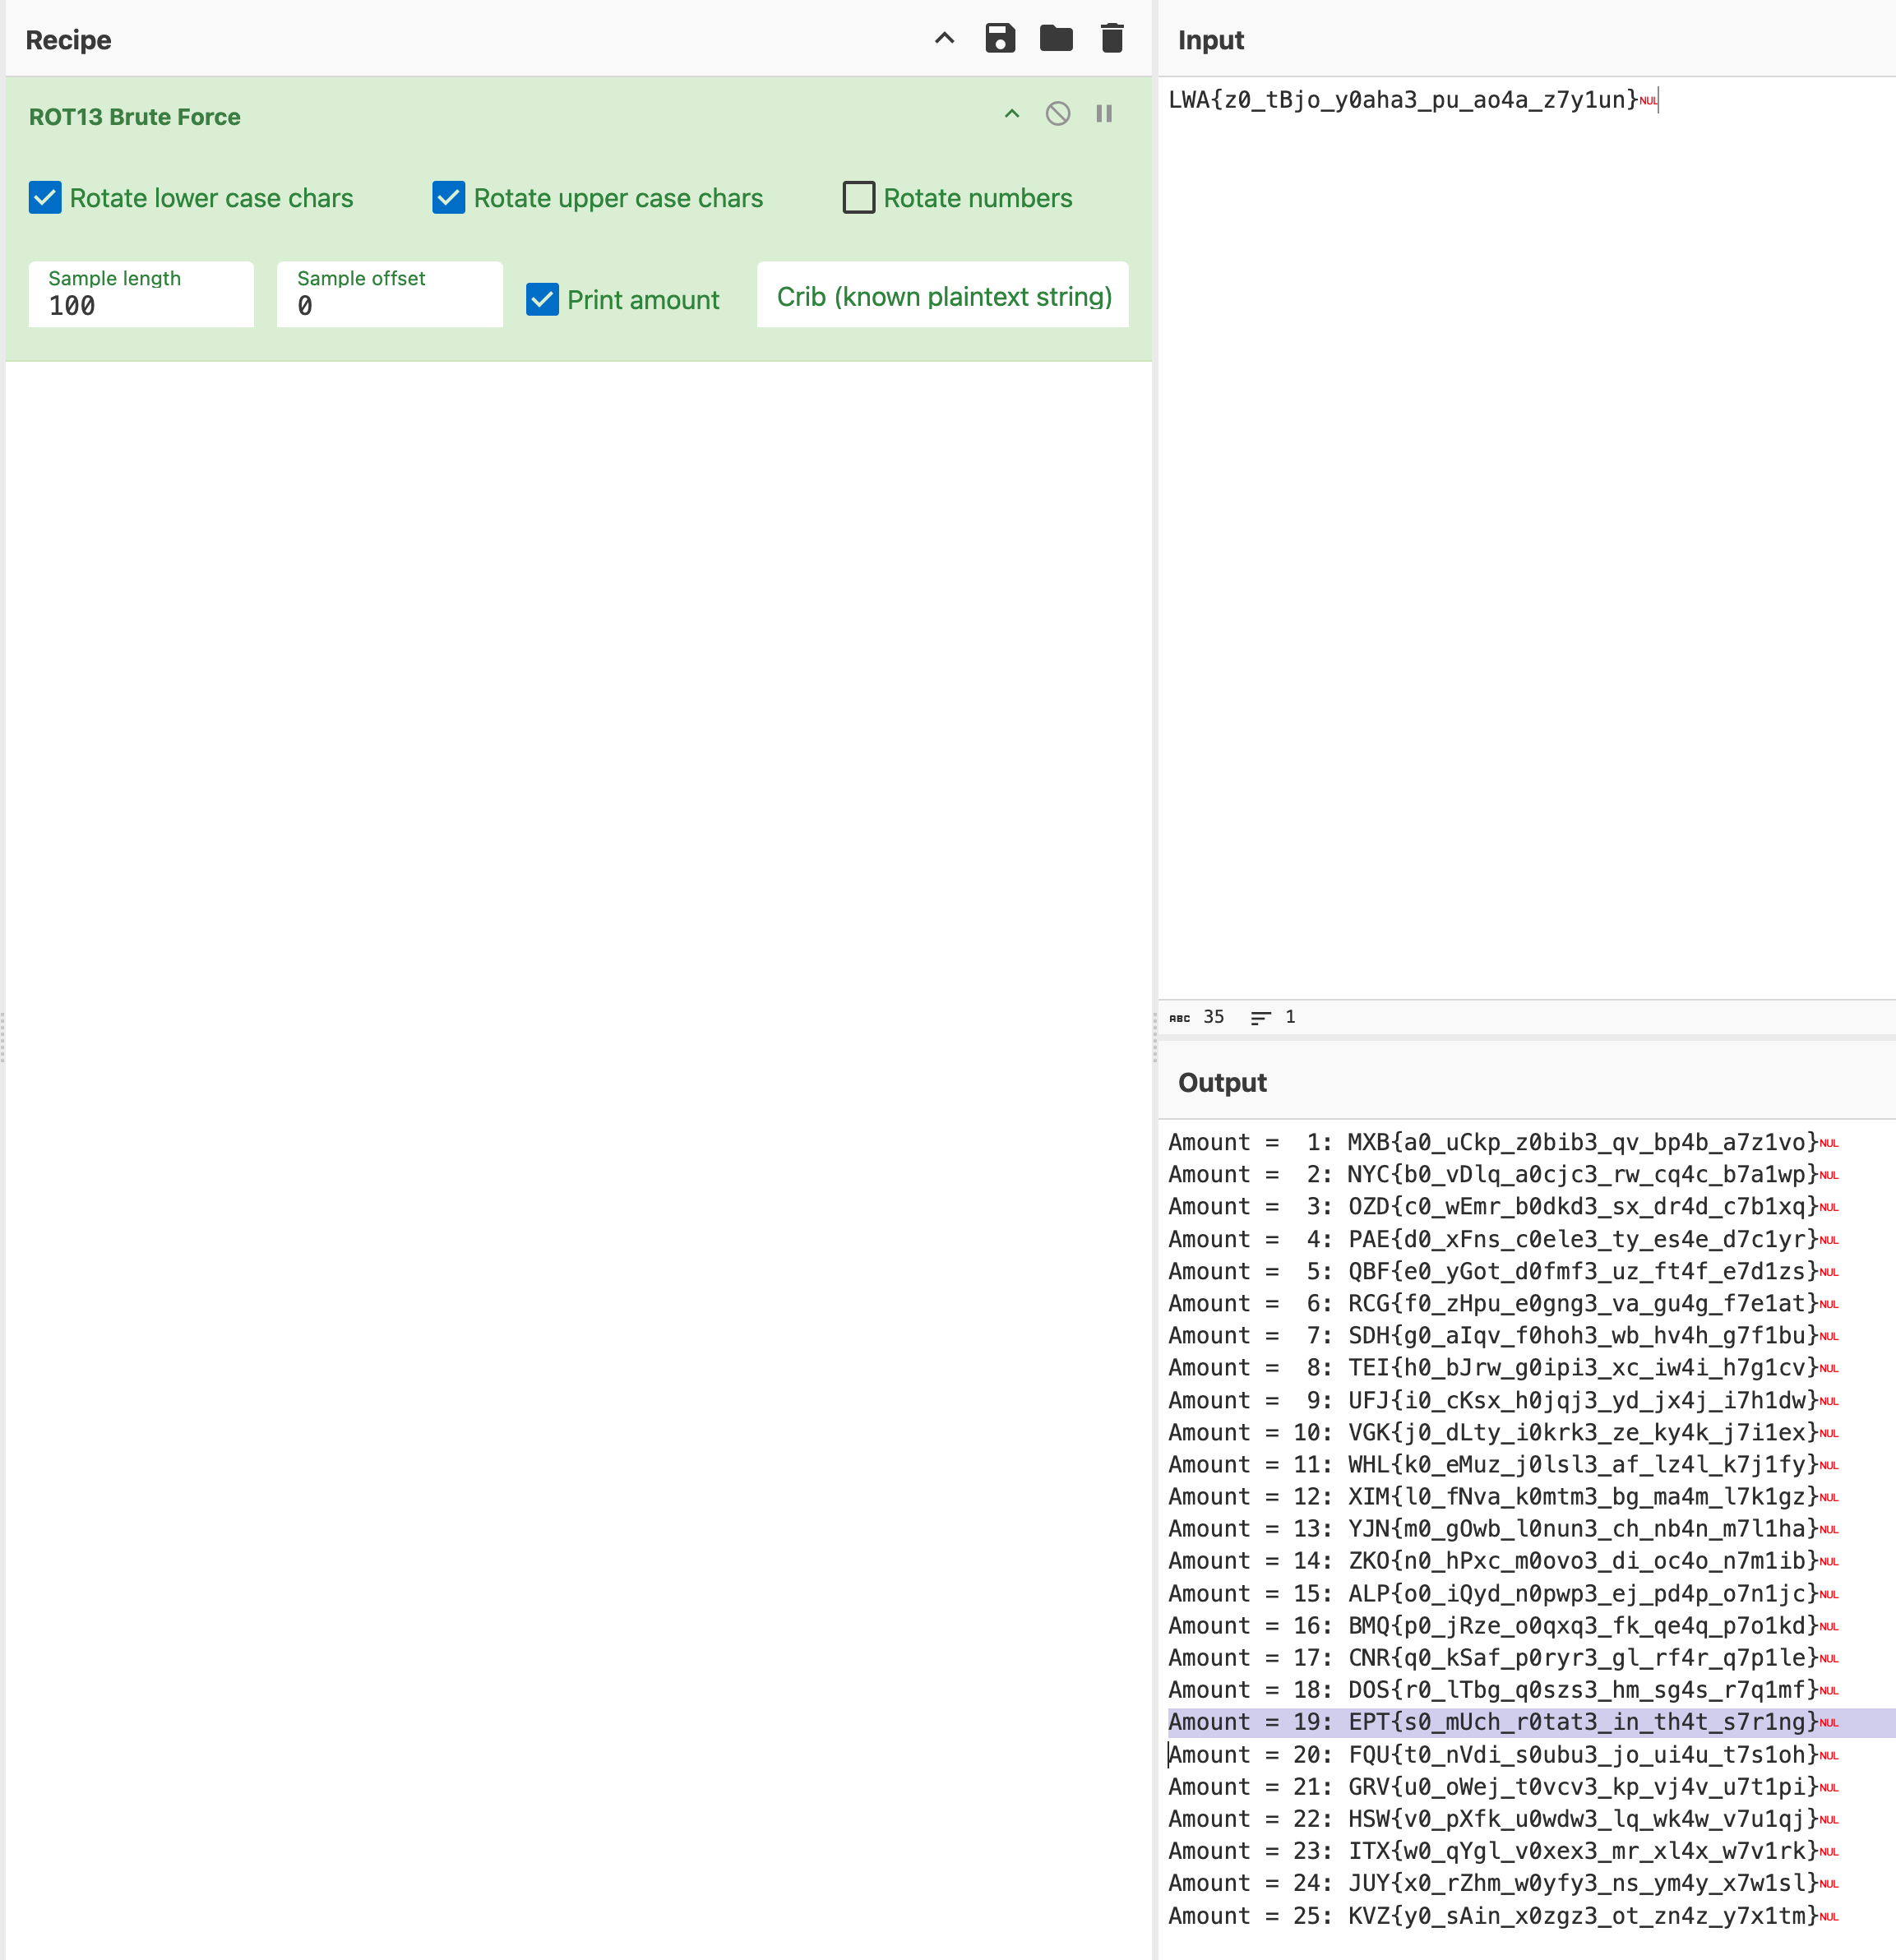 Recipe
ROT13 Brute Force
Rotate lower case chars
Rotate upper case chars
Rotate numbers
Sample length
100
Sample offset
0
Print amount
Crib (known plaintext string)
Input
LWA{z0_tBjo_y0aha3_pu_ao4a_z7y1un}NUL
ABC 35 1
Output
Amount =  1: MXB{a0_uCkp_z0bib3_qv_bp4b_a7z1vo}NUL
Amount =  2: NYC{b0_vDlq_a0cjc3_rw_cq4c_b7a1wp}NUL
Amount =  3: OZD{c0_wEmr_b0dkd3_sx_dr4d_c7b1xq}NUL
Amount =  4: PAE{d0_xFns_c0ele3_ty_es4e_d7c1yr}NUL
Amount =  5: QBF{e0_yGot_d0fmf3_uz_ft4f_e7d1zs}NUL
Amount =  6: RCG{f0_zHpu_e0gng3_va_gu4g_f7e1at}NUL
Amount =  7: SDH{g0_aIqv_f0hoh3_wb_hv4h_g7f1bu}NUL
Amount =  8: TEI{h0_bJrw_g0ipi3_xc_iw4i_h7g1cv}NUL
Amount =  9: UFJ{i0_cKsx_h0jqj3_yd_jx4j_i7h1dw}NUL
Amount = 10: VGK{j0_dLty_i0krk3_ze_ky4k_j7i1ex}NUL
Amount = 11: WHL{k0_eMuz_j0lsl3_af_lz4l_k7j1fy}NUL
Amount = 12: XIM{l0_fNva_k0mtm3_bg_ma4m_l7k1gz}NUL
Amount = 13: YJN{m0_gOwb_l0nun3_ch_nb4n_m7l1ha}NUL
Amount = 14: ZKO{n0_hPxc_m0ovo3_di_oc4o_n7m1ib}NUL
Amount = 15: ALP{o0_iQyd_n0pwp3_ej_pd4p_o7n1jc}NUL
Amount = 16: BMQ{p0_jRze_o0qxq3_fk_qe4q_p7o1kd}NUL
Amount = 17: CNR{q0_kSaf_p0ryr3_gl_rf4r_q7p1le}NUL
Amount = 18: DOS{r0_lTbg_q0szs3_hm_sg4s_r7q1mf}NUL
Amount = 19: EPT{s0_mUch_r0tat3_in_th4t_s7r1ng}NUL
Amount = 20: FQU{t0_nVdi_s0ubu3_jo_ui4u_t7s1oh}NUL
Amount = 21: GRV{u0_oWej_t0vcv3_kp_vj4v_u7t1pi}NUL
Amount = 22: HSW{v0_pXfk_u0wdw3_lq_wk4w_v7u1qj}NUL
Amount = 23: ITX{w0_qYgl_v0xex3_mr_xl4x_w7v1rk}NUL
Amount = 24: JUY{x0_rZhm_w0yfy3_ns_ym4y_x7w1sl}NUL
Amount = 25: KVZ{y0_sAin_x0zgz3_ot_zn4z_y7x1tm}NUL